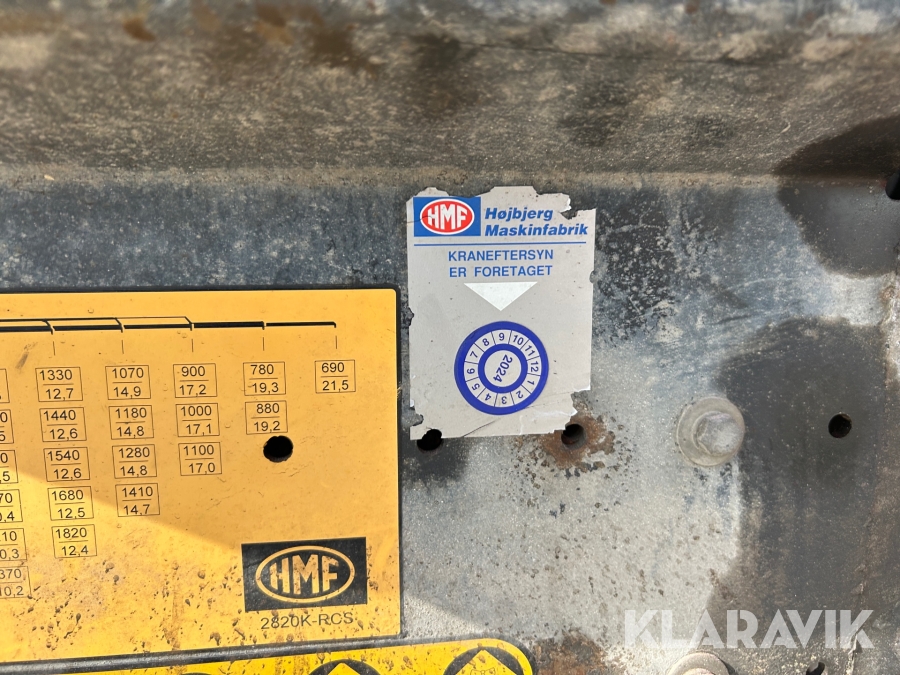 HMF Højbjerg
Maskinfabrik
KRANEFTERSYN
ER FORETAGET
1 2 3 4 5 6 7 8 9 10 11 12
2024
1330 1070 900 780 690
12,7 14,9 17,2 19,3 21,5
1440 1180 1000 880
12,6 14,8 17,1 19,2
1540 1280 1100
12,6 14,8 17,0
1680 1410
12,5 14,7
1820
12,4
HMF
2820K-RCS
KLARAVIK